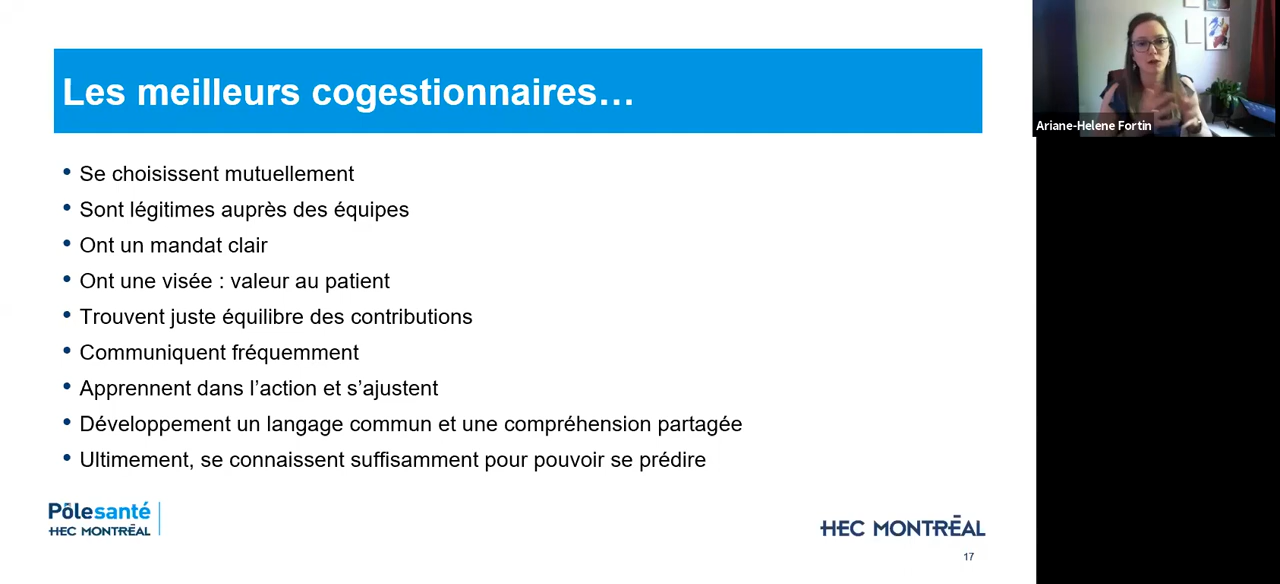 Les meilleurs cogestionnaires…
Ariane-Helene Fortin
• Se choisissent mutuellement
• Sont légitimes auprès des équipes
• Ont un mandat clair
• Ont une visée : valeur au patient
• Trouvent juste équilibre des contributions
• Communiquent fréquemment
• Apprennent dans l’action et s’ajustent
• Développement un langage commun et une compréhension partagée
• Ultimement, se connaissent suffisamment pour pouvoir se prédire
Pôlesanté
HEC MONTRÉAL
HEC MONTRÉAL
17